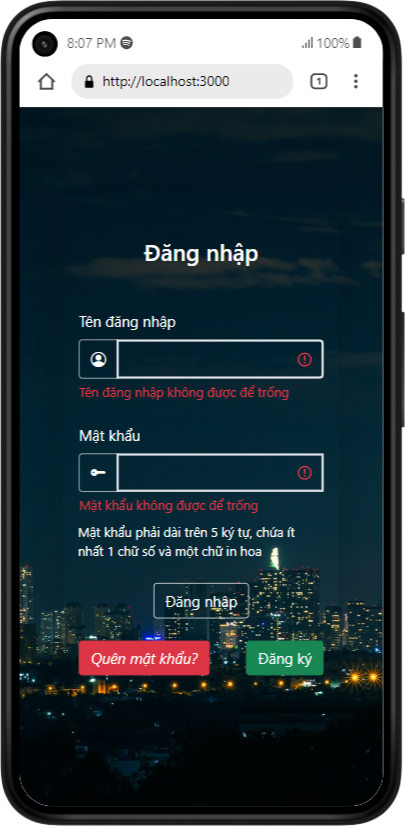 8:07 PM
100%
http://localhost:3000
1
Đăng nhập
Tên đăng nhập
Tên đăng nhập không được để trống
Mật khẩu
Mật khẩu không được để trống
Mật khẩu phải dài trên 5 ký tự, chứa ít
nhất 1 chữ số và một chữ in hoa
Đăng nhập
Quên mật khẩu?
Đăng ký